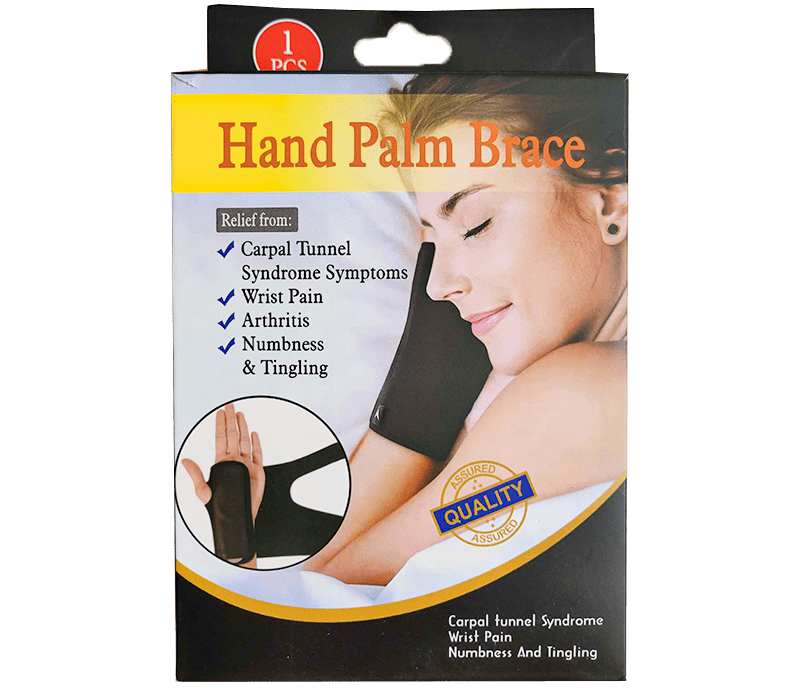 1
PCS
Hand Palm Brace
Relief from:
Carpal Tunnel
Syndrome Symptoms
Wrist Pain
Arthritis
Numbness
& Tingling
ASSURED
QUALITY
ASSURED
Carpal tunnel Syndrome
Wrist Pain
Numbness And Tingling